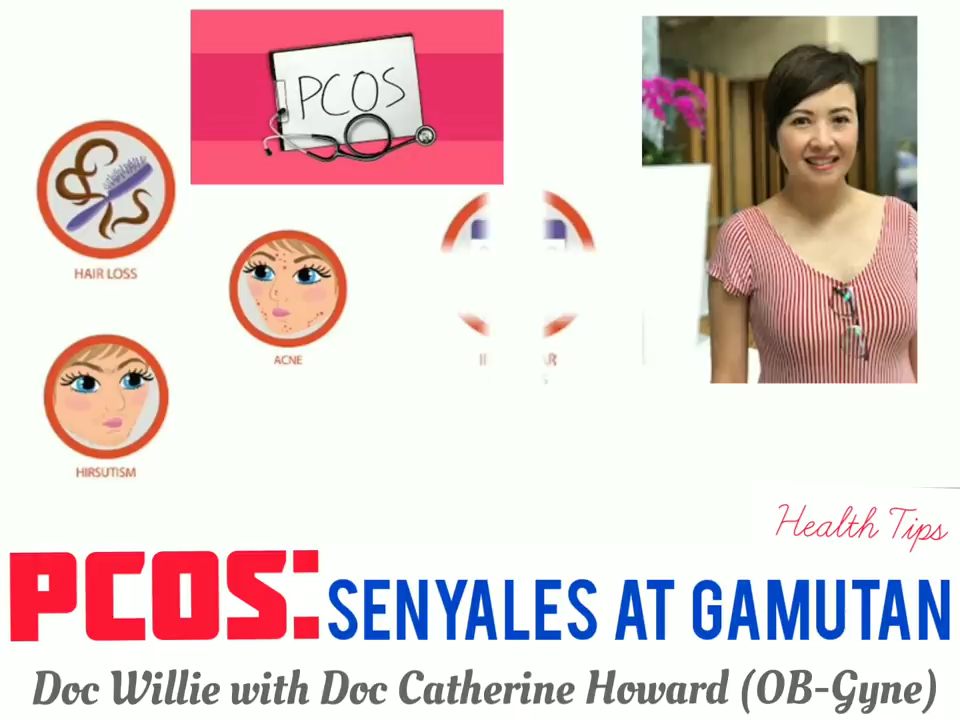 PCOS
HAIR LOSS
ACNE
HIRSUTISM
Health Tips
PCOS: SENYALES AT GAMUTAN
Doc Willie with Doc Catherine Howard (OB-Gyne)